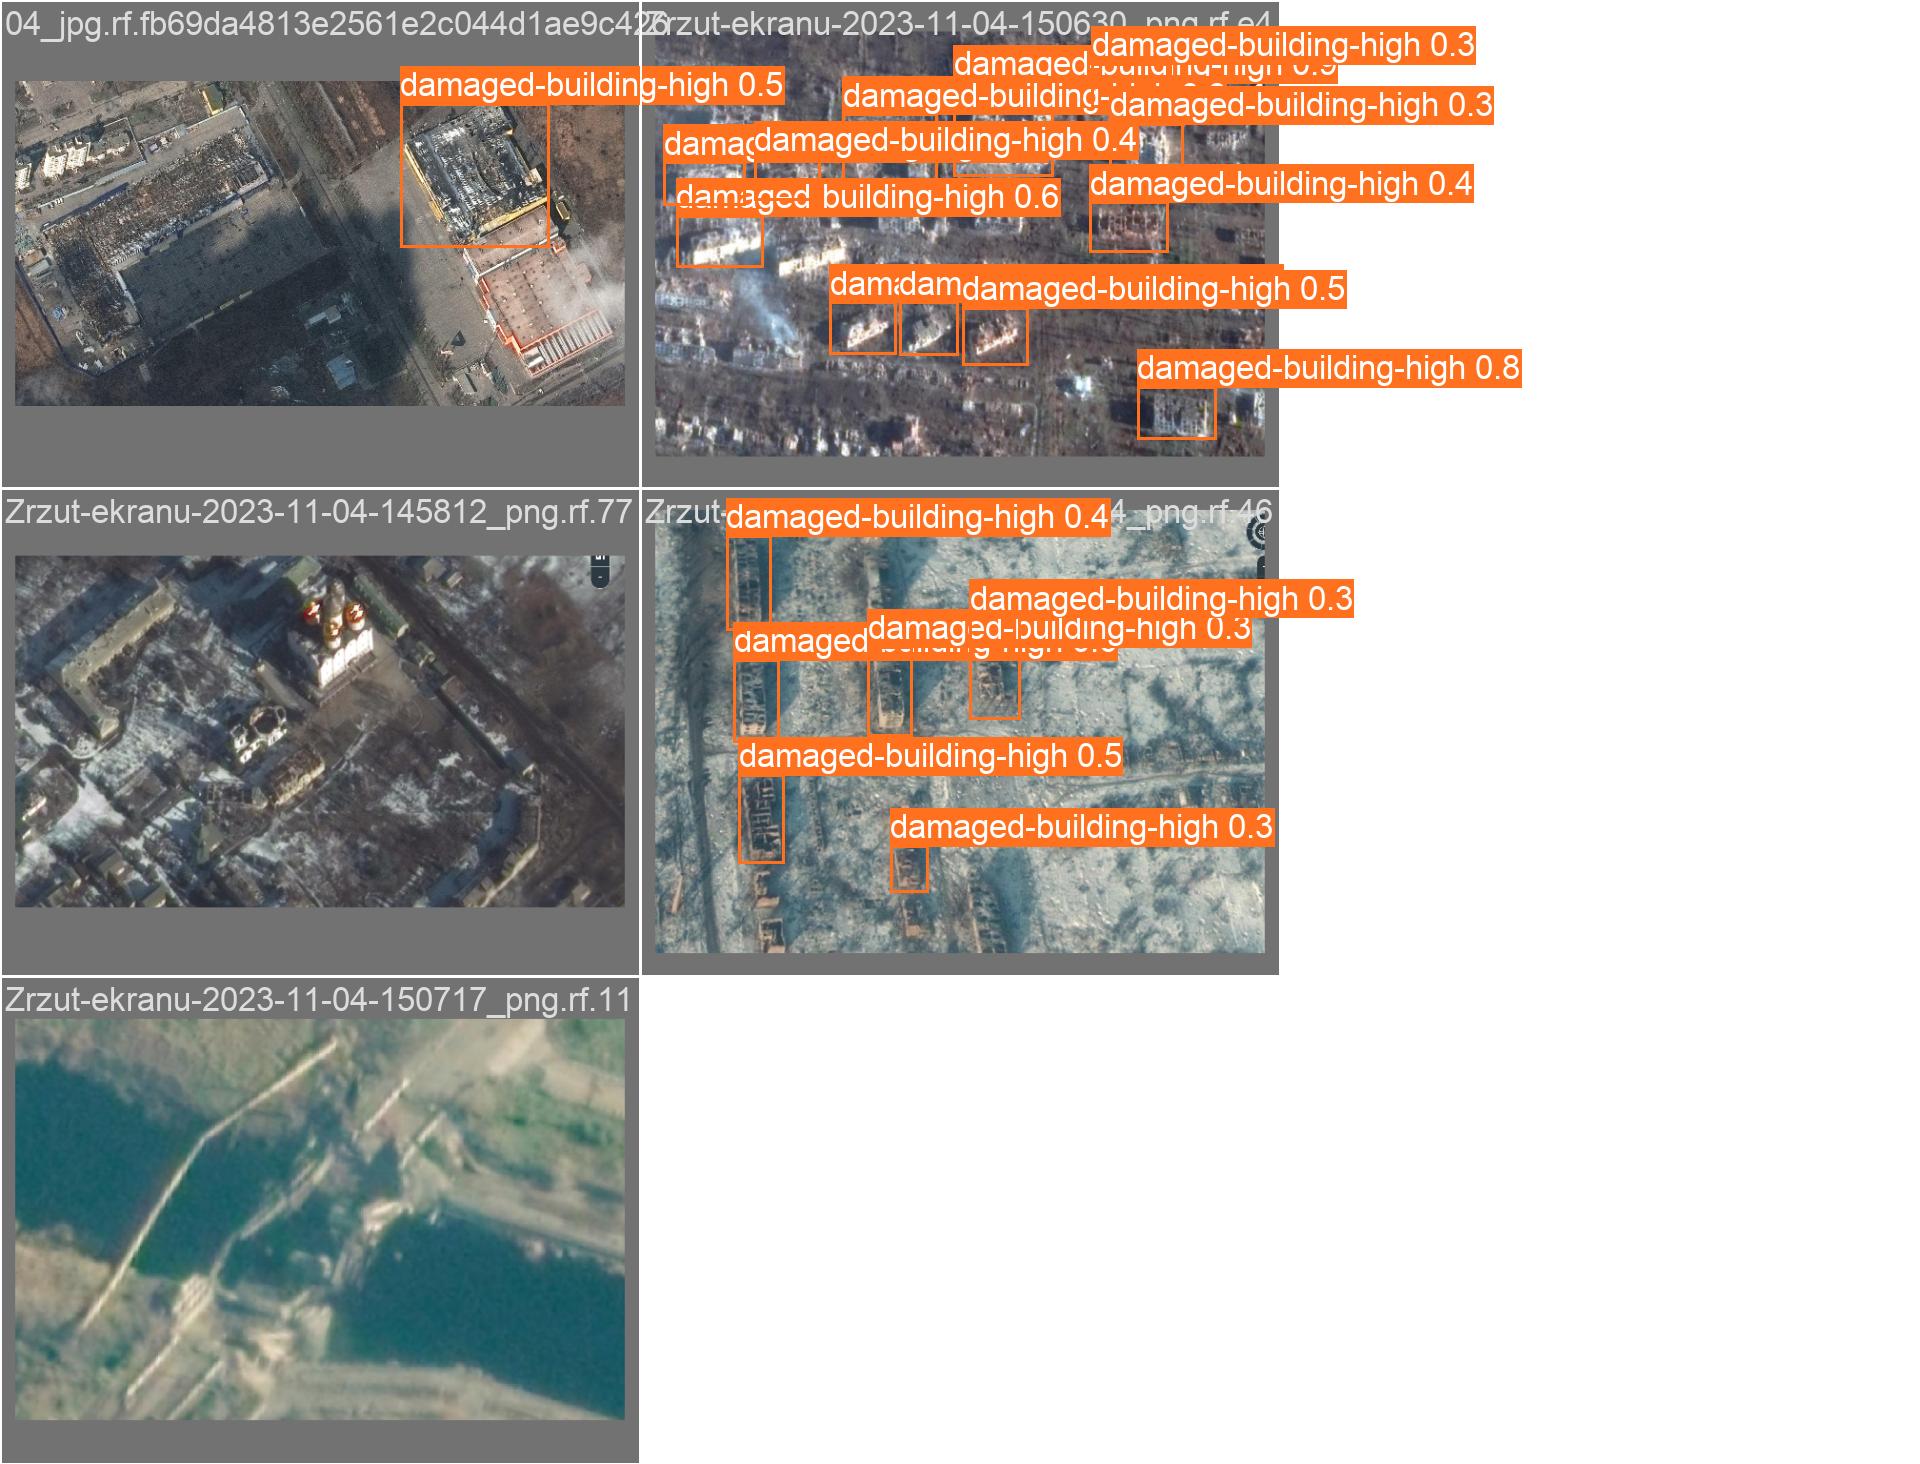 04_jpg.rf.fb69da4813e2561e2c044d1ae9c426
damaged-building-high 0.5
Zrzut-ekranu-2023-11-04-150630_png.rf.e4
damaged-building-high 0.3
damaged-building-high 0.9
damaged-building-
damaged-building-high 0.3
damag
damaged-building-high 0.4
damaged-building-high 0.6
damaged-building-high 0.4
dama
dam
damaged-building-high 0.5
damaged-building-high 0.8
Zrzut-ekranu-2023-11-04-145812_png.rf.77
Zrzut-
4_png.rf.46
damaged-building-high 0.4
damaged-building-high 0.3
damaged-building-high 0.3
damaged-building-high
damaged-building-high 0.5
damaged-building-high 0.3
Zrzut-ekranu-2023-11-04-150717_png.rf.11